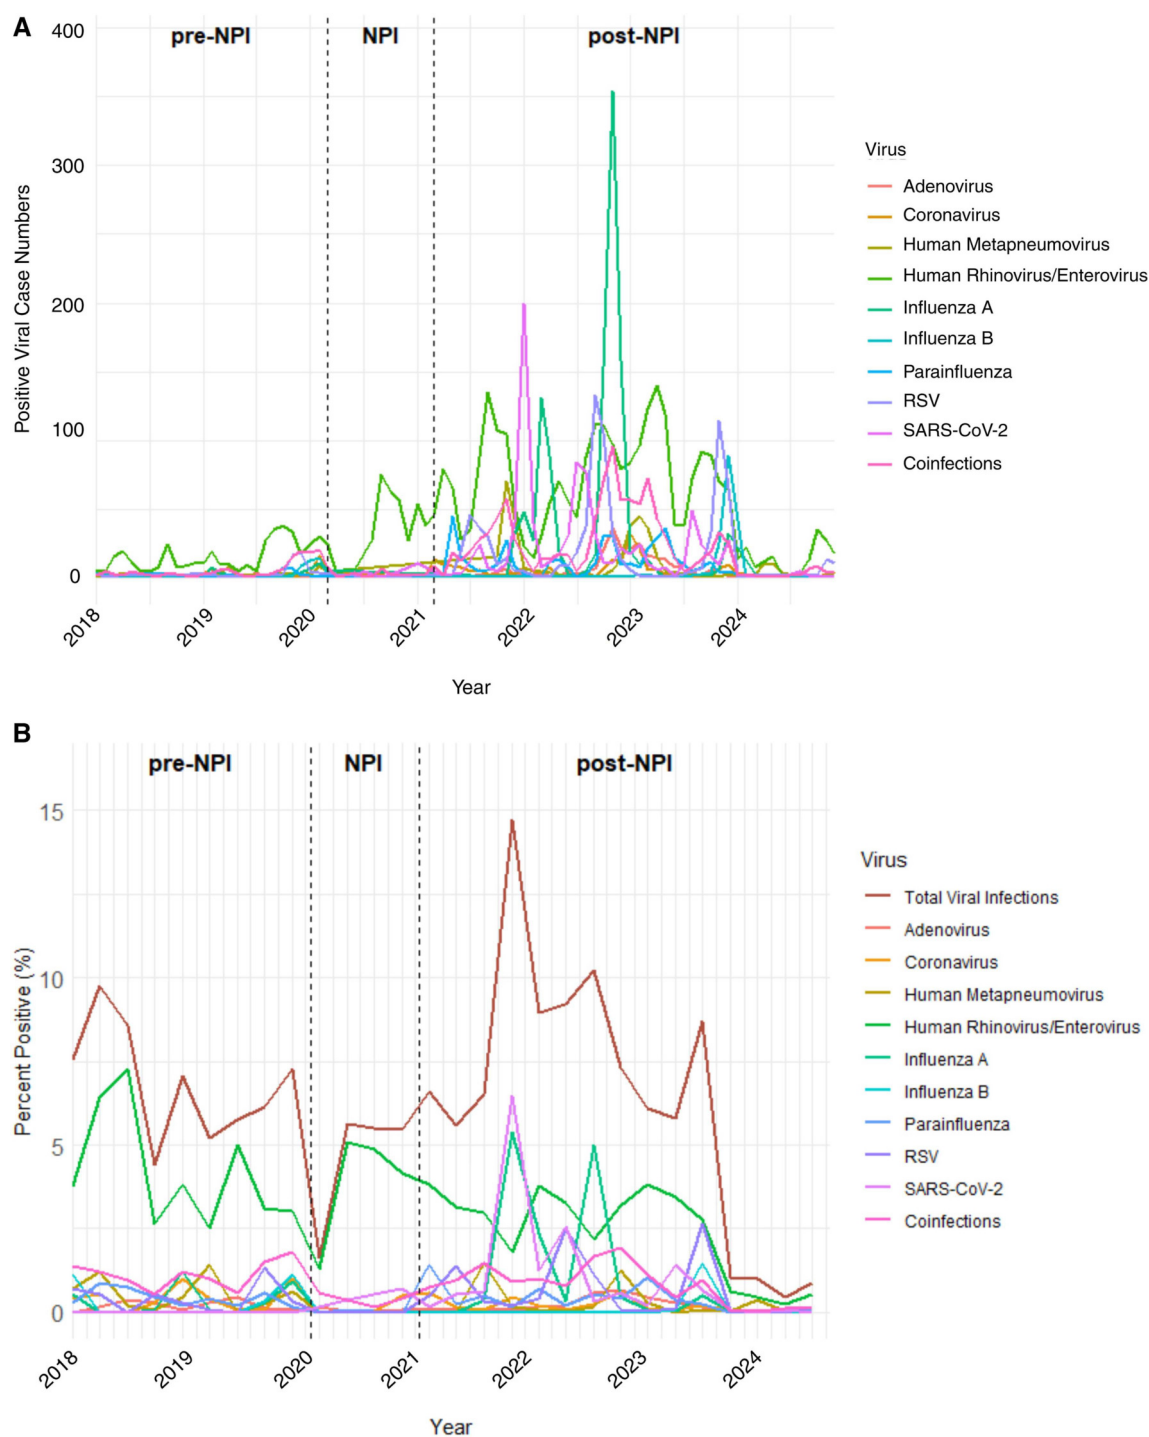 A
pre-NPI NPI post-NPI
400
300
200
100
0
Positive Viral Case Numbers
2018 2019 2020 2021 2022 2023 2024
Year
Virus
Adenovirus
Coronavirus
Human Metapneumovirus
Human Rhinovirus/Enterovirus
Influenza A
Influenza B
Parainfluenza
RSV
SARS-CoV-2
Coinfections
B
pre-NPI NPI post-NPI
15
10
5
0
Percent Positive (%)
2018 2019 2020 2021 2022 2023 2024
Year
Virus
Total Viral Infections
Adenovirus
Coronavirus
Human Metapneumovirus
Human Rhinovirus/Enterovirus
Influenza A
Influenza B
Parainfluenza
RSV
SARS-CoV-2
Coinfections